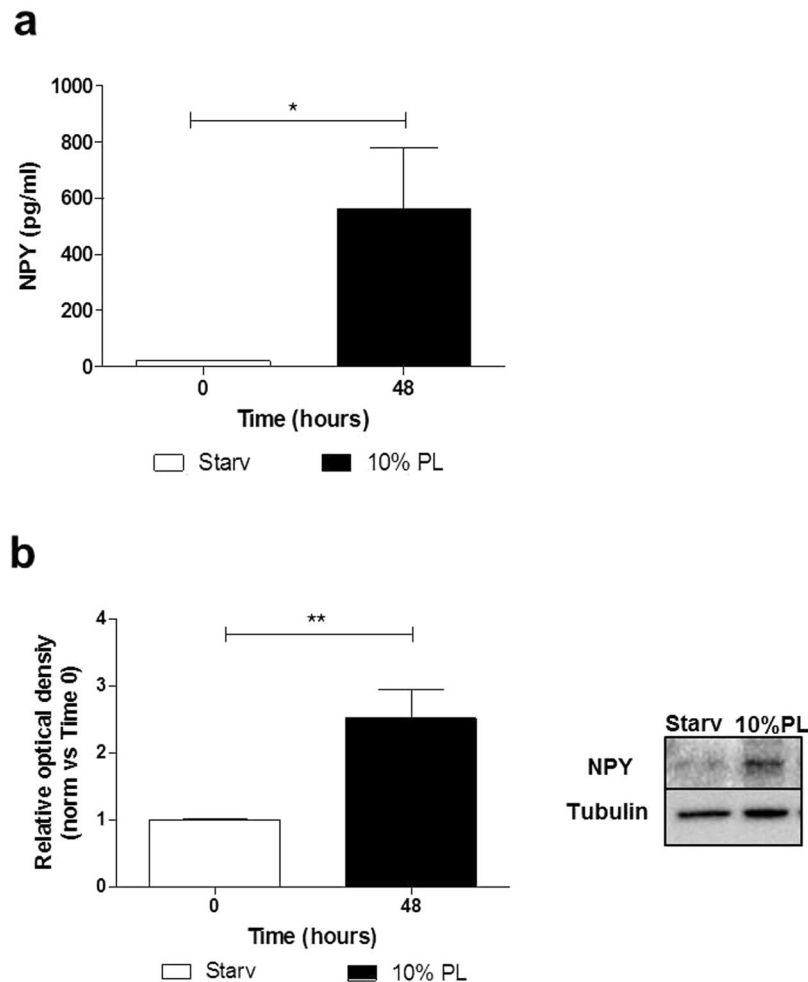 a
1000
800
600
400
200
0
NPY (pg/ml)
*
0 48
Time (hours)
Starv 10% PL
b
4
3
2
1
0
Relative optical densiy
(norm vs Time 0)
**
0 48
Time (hours)
Starv 10% PL
Starv 10%PL
NPY
Tubulin